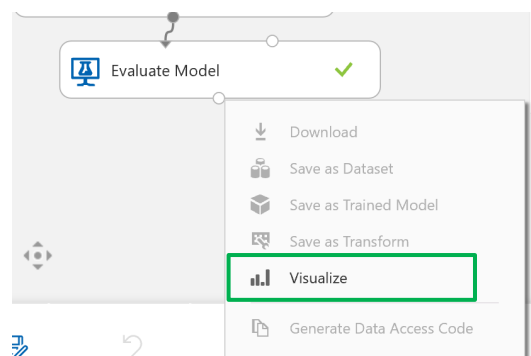 Evaluate Model
Download
Save as Dataset
Save as Trained Model
Save as Transform
Visualize
Generate Data Access Code